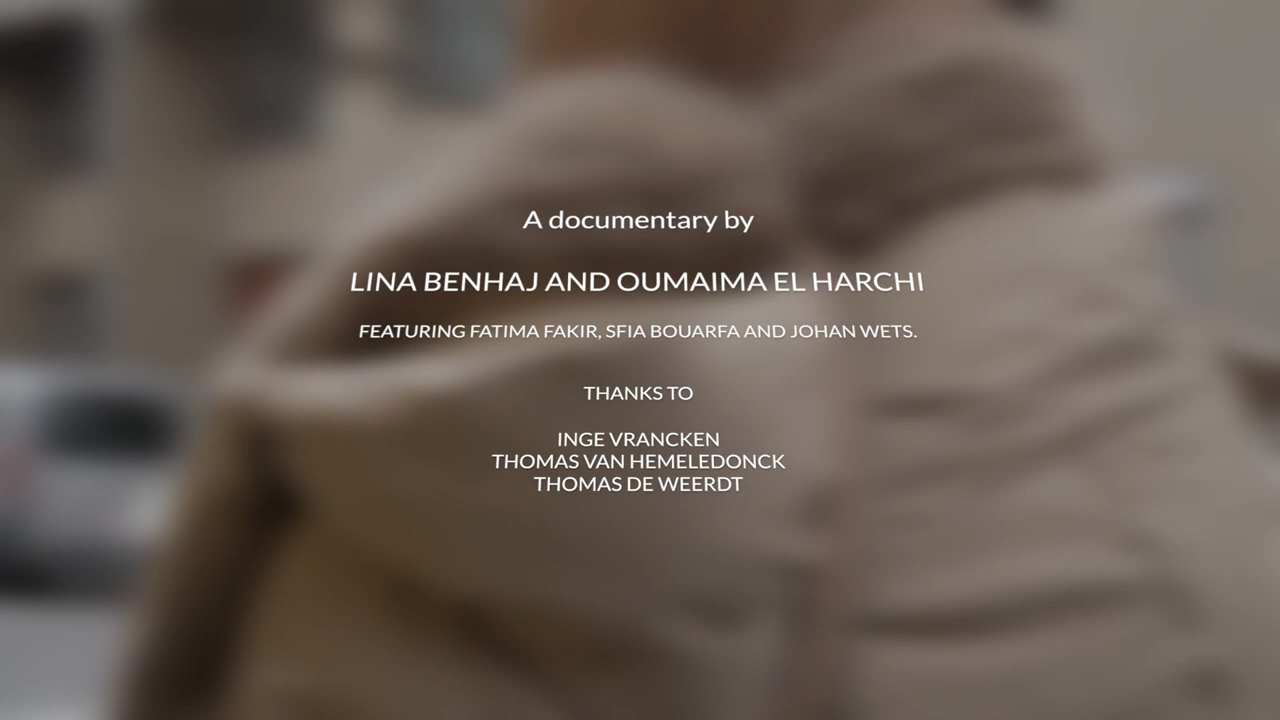 A documentary by
LINA BENHAJ AND OUMAIMA EL HARCHI
FEATURING FATIMA FAKIR, SFIA BOUARFA AND JOHAN WETS.
THANKS TO
INGE VRANCKEN
THOMAS VAN HEMELEDONCK
THOMAS DE WEERDT